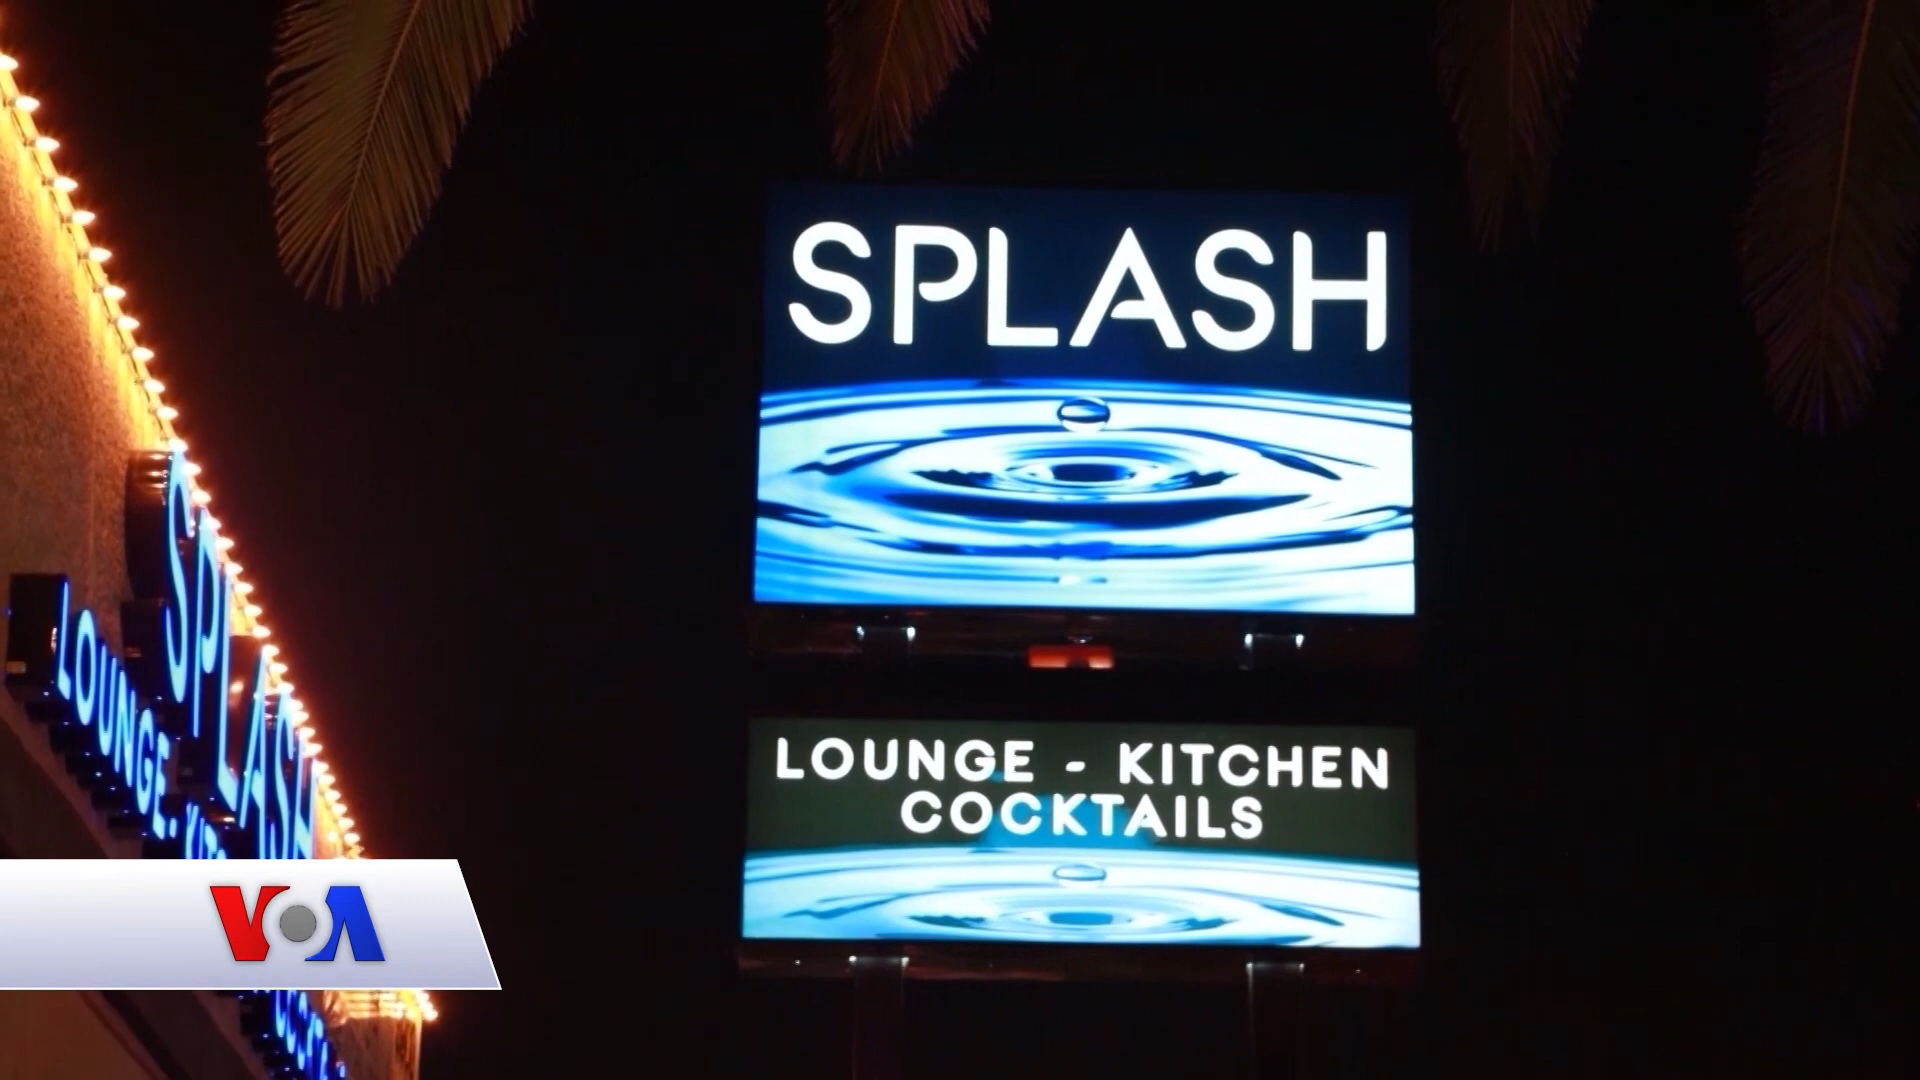 SPLASH
LOUNGE - KITCHEN
COCKTAILS
SPLASH
LOUNGE.
VOA